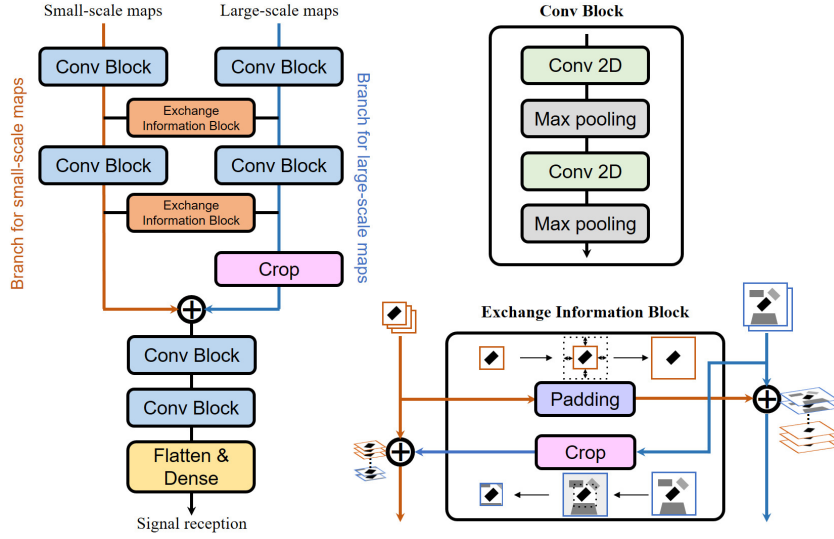 Small-scale maps
Large-scale maps
Conv Block
Conv Block
Exchange
Information Block
Conv Block
Conv Block
Exchange
Information Block
Crop
Branch for small-scale maps
Branch for large-scale maps
Conv Block
Conv Block
Flatten &
Dense
Signal reception
Conv Block
Conv 2D
Max pooling
Conv 2D
Max pooling
Exchange Information Block
Padding
Crop